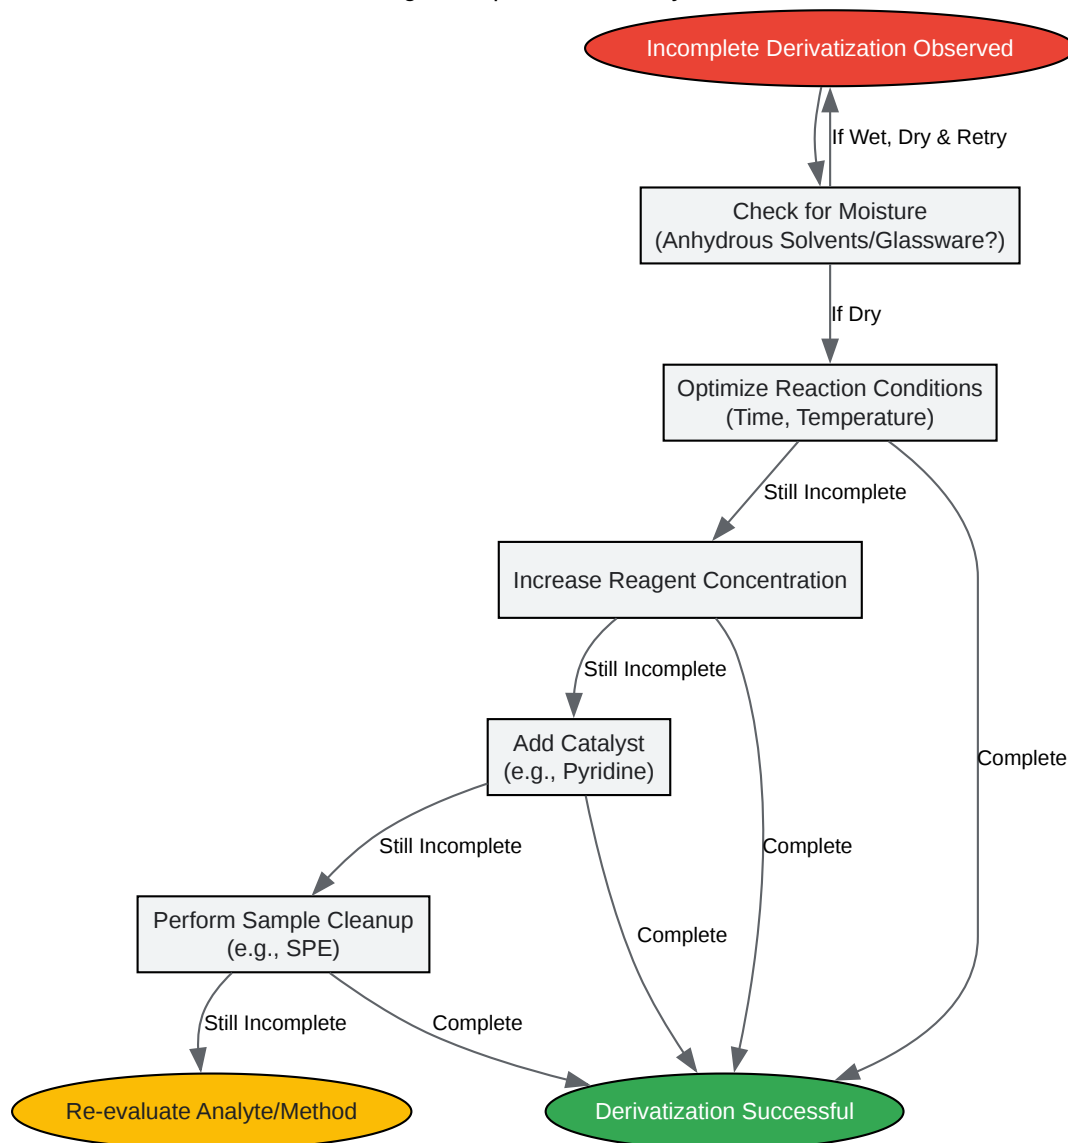 Incomplete Derivatization Observed
If Wet, Dry & Retry
Check for Moisture
(Anhydrous Solvents/Glassware?)
If Dry
Optimize Reaction Conditions
(Time, Temperature)
Still Incomplete
Increase Reagent Concentration
Still Incomplete
Add Catalyst
(e.g., Pyridine)
Complete
Still Incomplete
Complete
Perform Sample Cleanup
(e.g., SPE)
Complete
Still Incomplete
Complete
Re-evaluate Analyte/Method
Derivatization Successful